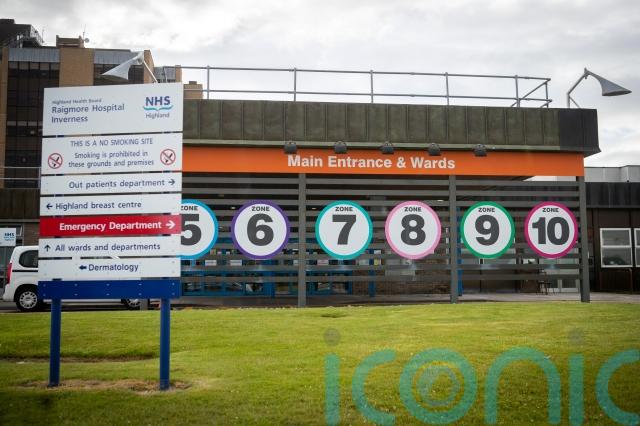 Highland Health Board
Raigmore Hospital
Inverness
NHS
Highland
THIS IS A NO SMOKING SITE
Smoking is prohibited in
these grounds and premises
Out patients department →
← Highland breast centre
Emergency Department →
↑ All wards and departments
← Dermatology
Main Entrance & Wards
5
ZONE
6
ZONE
7
ZONE
8
ZONE
9
ZONE
10
NHS
iconic